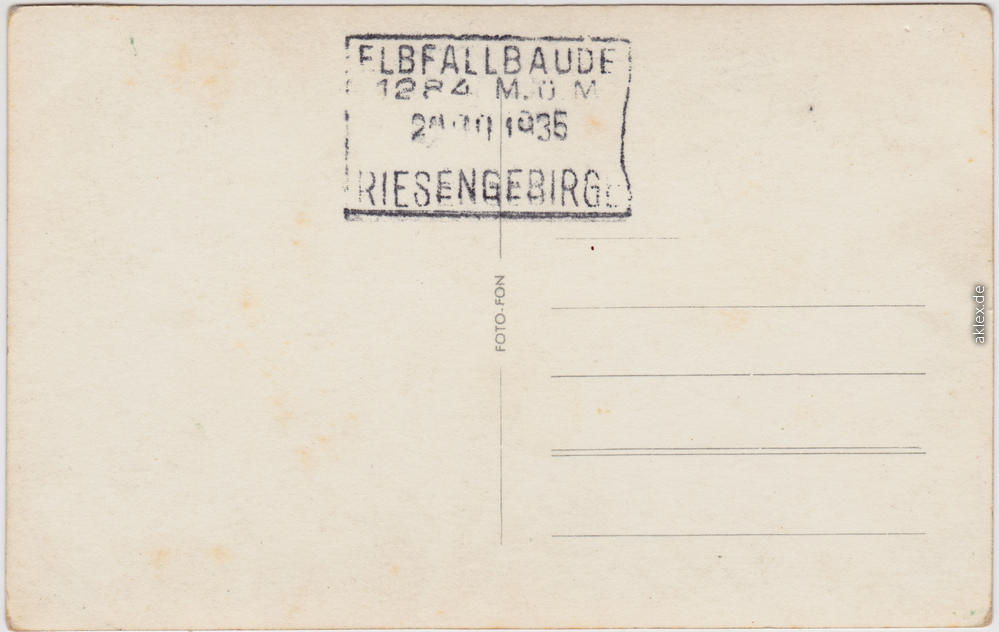 ELBFALLBAUDE
1284 M.Ü.M
1935
RIESENGEBIRGE
FOTO-FON
aklex.de